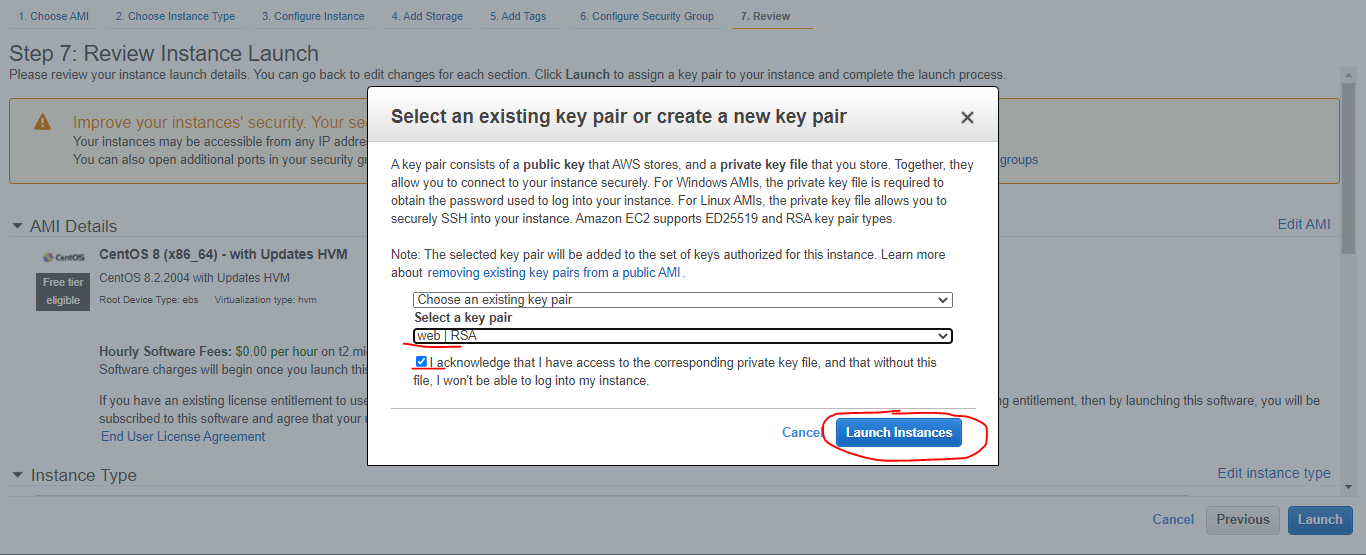 1. Choose AMI 2. Choose Instance Type 3. Configure Instance 4. Add Storage 5. Add Tags 6. Configure Security Group 7. Review
Step 7: Review Instance Launch
Please review your instance launch details. You can go back to edit changes for each section. Click Launch to assign a key pair to your instance and complete the launch process.
Improve your instances' security. Your sec
Your instances may be accessible from any IP addre
You can also open additional ports in your security gr
groups
AMI Details
Edit AMI
CentOS
CentOS 8 (x86_64) - with Updates HVM
Free tier
eligible
CentOS 8.2.2004 with Updates HVM
Root Device Type: ebs Virtualization type: hvm
Hourly Software Fees: $0.00 per hour on t2.mi
Software charges will begin once you launch this
If you have an existing license entitlement to use
ng entitlement, then by launching this software, you will be
subscribed to this software and agree that your
End User License Agreement
Instance Type
Edit instance type
Select an existing key pair or create a new key pair
A key pair consists of a public key that AWS stores, and a private key file that you store. Together, they
allow you to connect to your instance securely. For Windows AMIs, the private key file is required to
obtain the password used to log into your instance. For Linux AMIs, the private key file allows you to
securely SSH into your instance. Amazon EC2 supports ED25519 and RSA key pair types.
Note: The selected key pair will be added to the set of keys authorized for this instance. Learn more
about removing existing key pairs from a public AMI .
Choose an existing key pair
Select a key pair
web | RSA
I acknowledge that I have access to the corresponding private key file, and that without this
file, I won't be able to log into my instance.
Cancel Launch Instances
Cancel Previous Launch